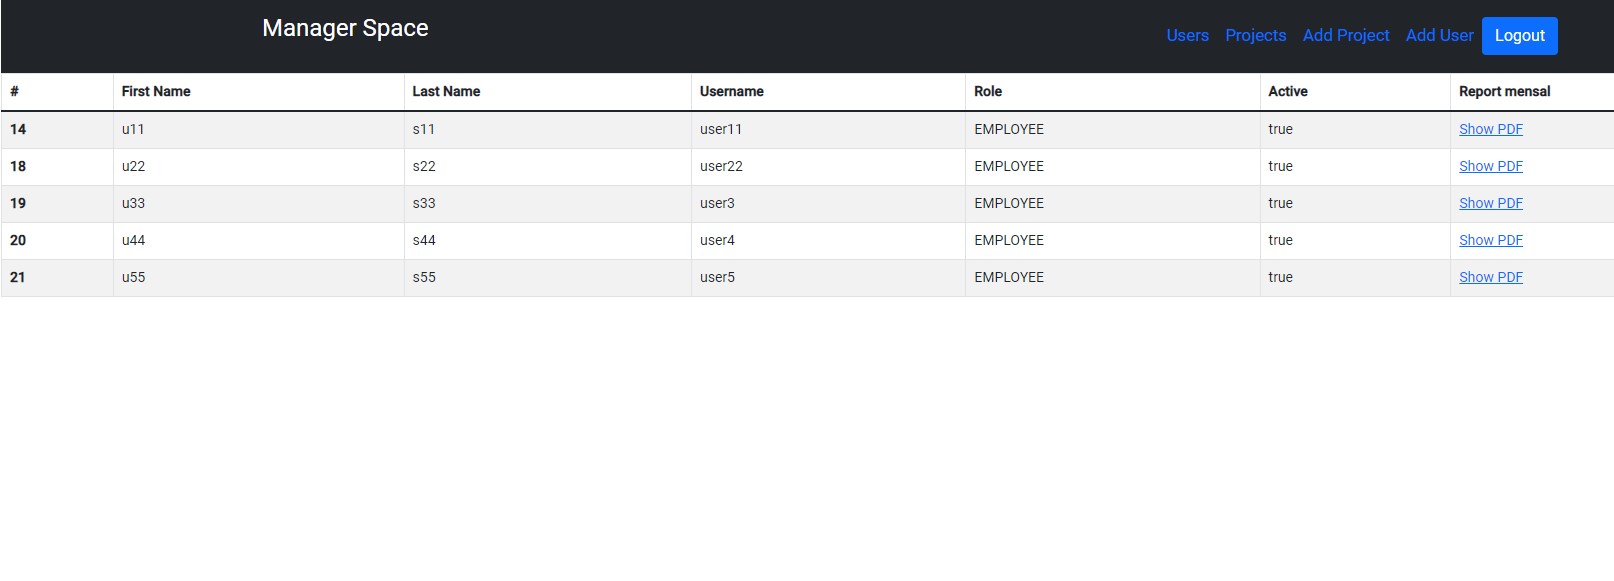 Manager Space
Users Projects Add Project Add User Logout
# First Name Last Name Username Role Active Report mensal
14 u11 s11 user11 EMPLOYEE true Show PDF
18 u22 s22 user22 EMPLOYEE true Show PDF
19 u33 s33 user3 EMPLOYEE true Show PDF
20 u44 s44 user4 EMPLOYEE true Show PDF
21 u55 s55 user5 EMPLOYEE true Show PDF